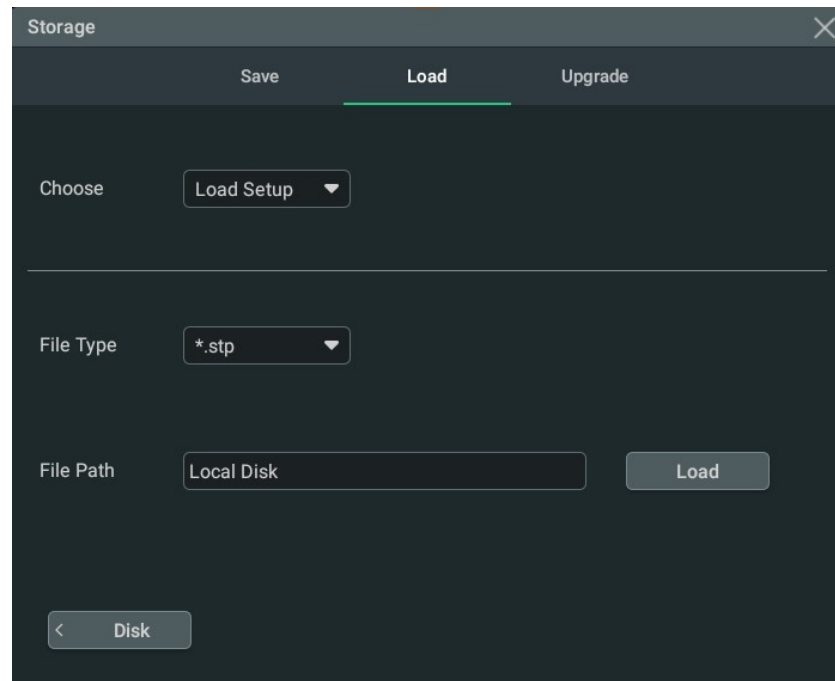 Storage
Save Load Upgrade
Choose Load Setup
File Type *.stp
File Path Local Disk Load
< Disk